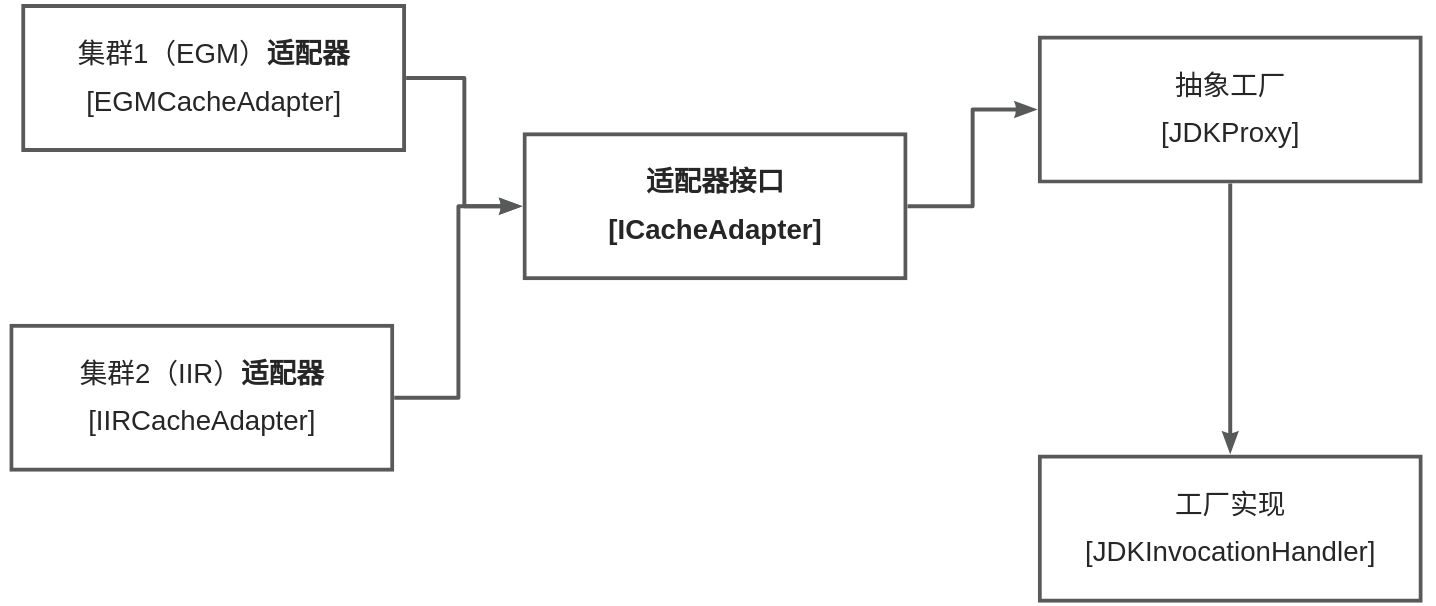 集群1（EGM）适配器
[EGMCacheAdapter]
集群2（IIR）适配器
[IIRCacheAdapter]
适配器接口
[ICacheAdapter]
抽象工厂
[JDKProxy]
工厂实现
[JDKInvocationHandler]